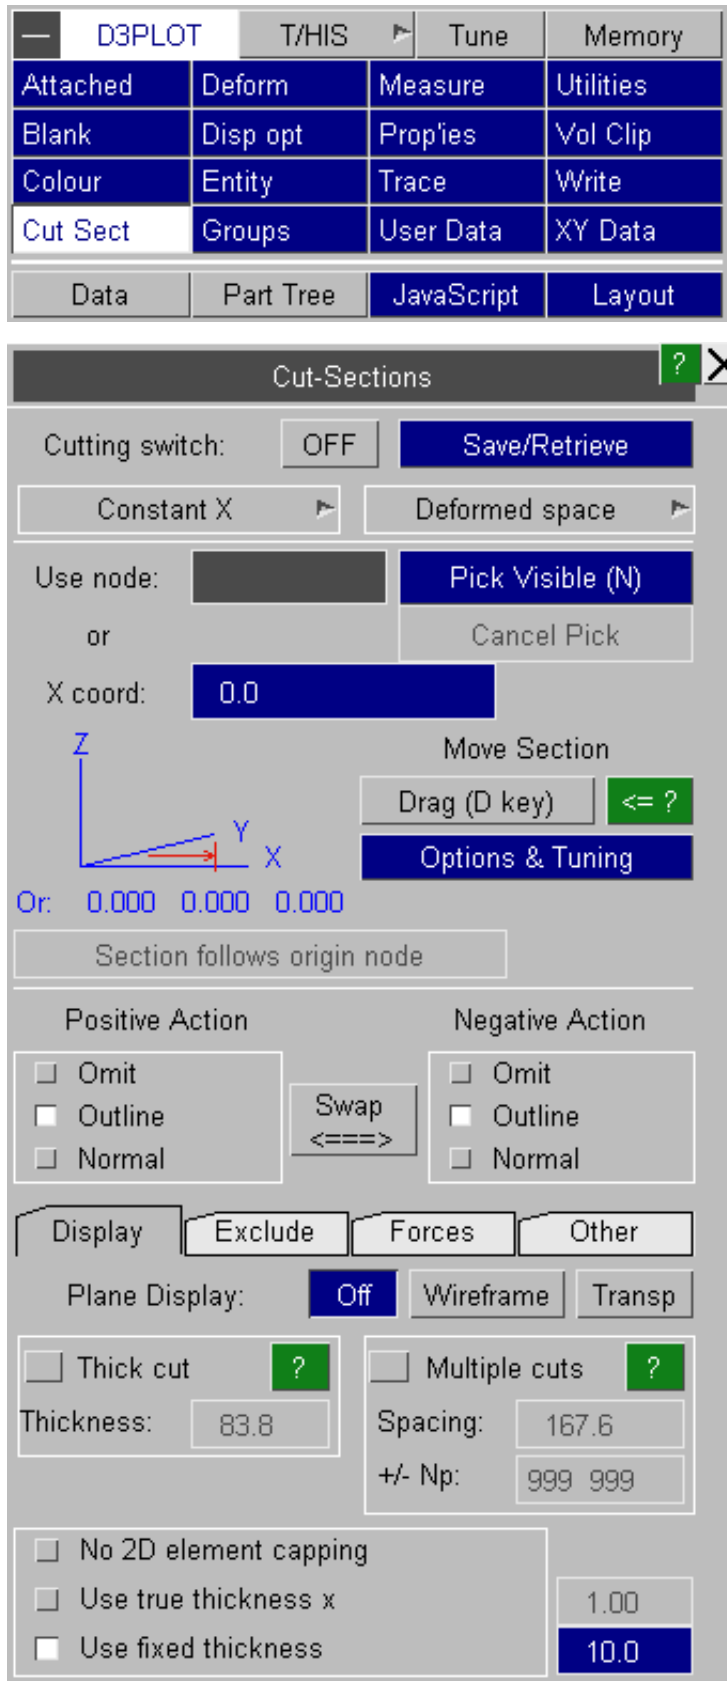 — D3PLOT T/HIS Tune Memory
Attached Deform Measure Utilities
Blank Disp opt Prop'ies Vol Clip
Colour Entity Trace Write
Cut Sect Groups User Data XY Data
Data Part Tree JavaScript Layout
Cut-Sections ? X
Cutting switch: OFF Save/Retrieve
Constant X Deformed space
Use node: Pick Visible (N)
or Cancel Pick
X coord: 0.0
Z Move Section
Drag (D key) <= ?
Y
X Options & Tuning
Or: 0.000 0.000 0.000
Section follows origin node
Positive Action Negative Action
Omit Omit
Outline Swap Outline
<===>
Normal Normal
Display Exclude Forces Other
Plane Display: Off Wireframe Transp
Thick cut ? Multiple cuts ?
Thickness: 83.8 Spacing: 167.6
+/- Np: 999 999
No 2D element capping
Use true thickness x 1.00
Use fixed thickness 10.0